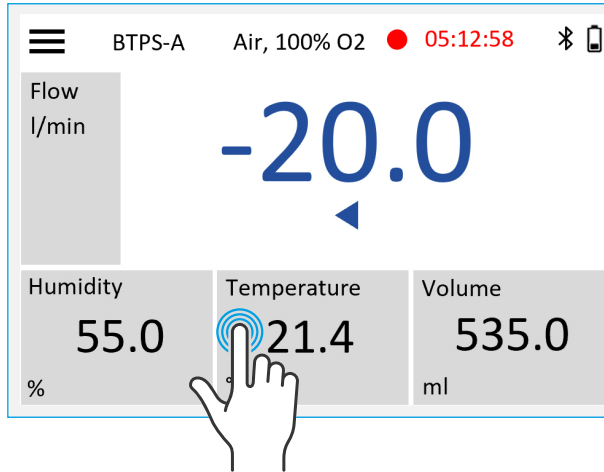 BTPS-A Air, 100% O2 05:12:58
Flow
l/min
-20.0
Humidity
55.0
%
Temperature
21.4
°
Volume
535.0
ml